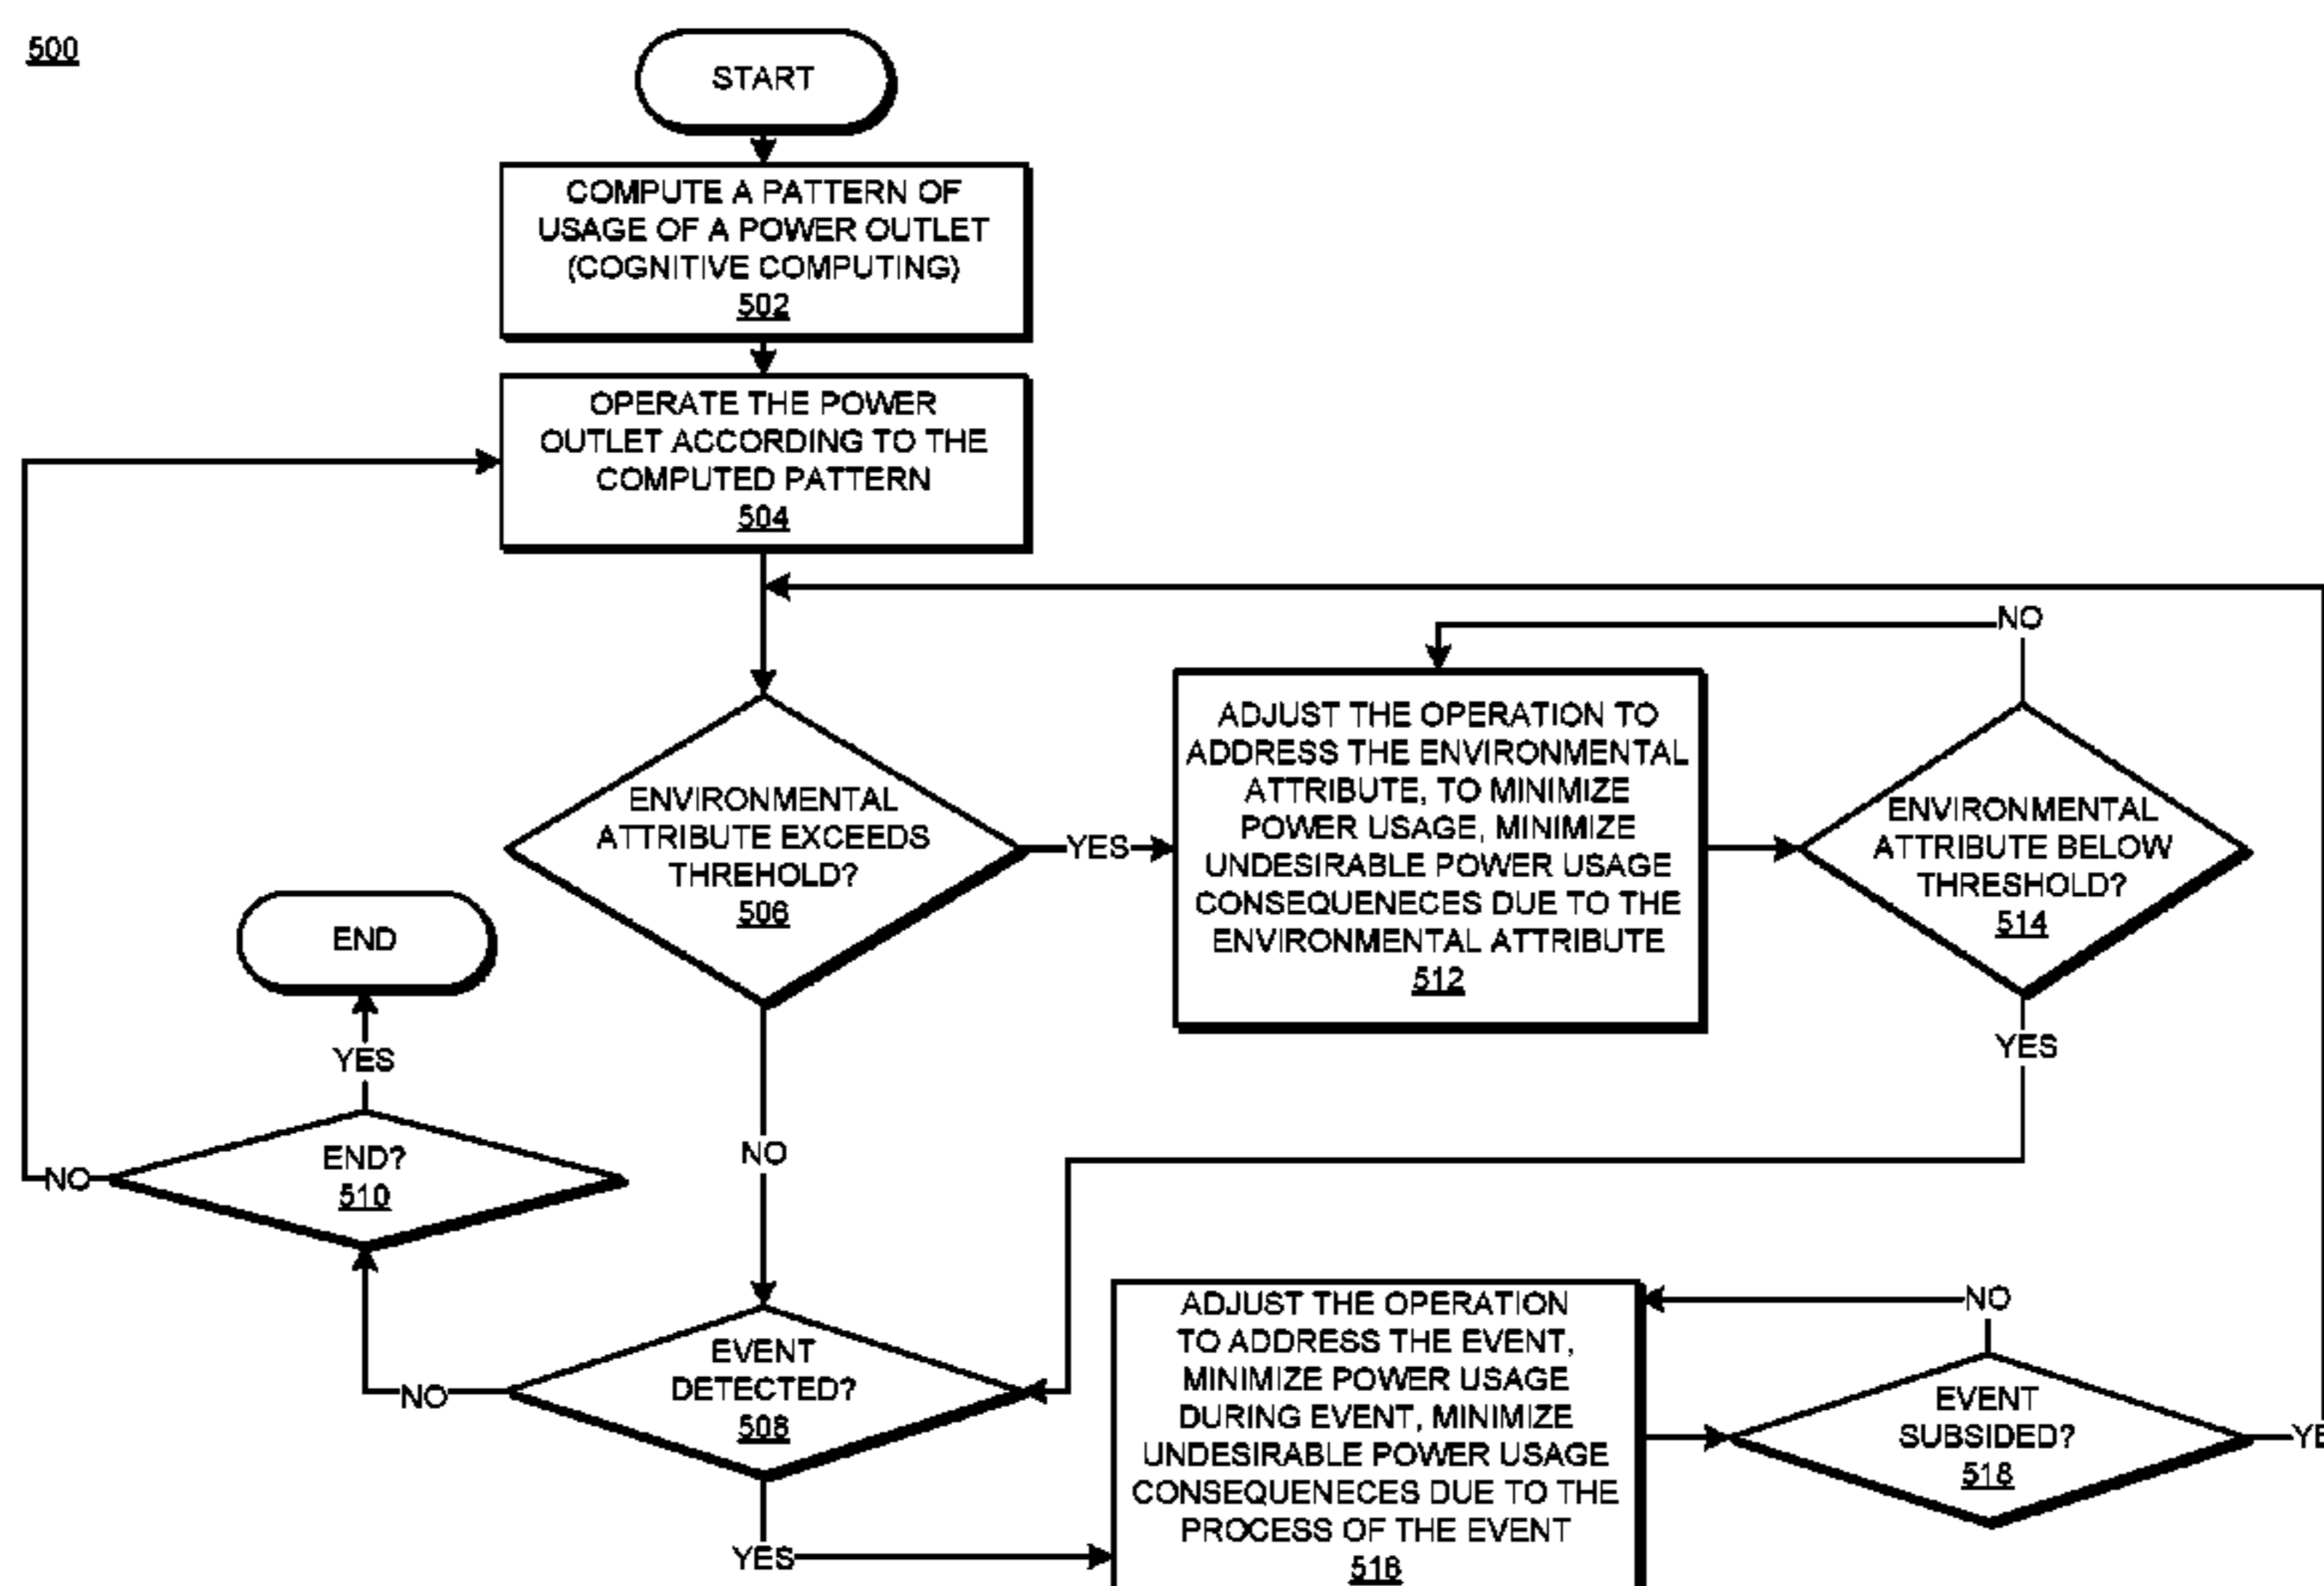 500
START
COMPUTE A PATTERN OF
USAGE OF A POWER OUTLET
(COGNITIVE COMPUTING)
502
OPERATE THE POWER
OUTLET ACCORDING TO THE
COMPUTED PATTERN
504
ENVIRONMENTAL
ATTRIBUTE EXCEEDS
THREHOLD?
506
YES
NO
ADJUST THE OPERATION TO
ADDRESS THE ENVIRONMENTAL
ATTRIBUTE, TO MINIMIZE
POWER USAGE, MINIMIZE
UNDESIRABLE POWER USAGE
CONSEQUENECES DUE TO THE
ENVIRONMENTAL ATTRIBUTE
512
NO
ENVIRONMENTAL
ATTRIBUTE BELOW
THRESHOLD?
514
YES
END
YES
END?
510
NO
EVENT
DETECTED?
508
NO
YES
ADJUST THE OPERATION
TO ADDRESS THE EVENT,
MINIMIZE POWER USAGE
DURING EVENT, MINIMIZE
UNDESIRABLE POWER USAGE
CONSEQUENECES DUE TO THE
PROCESS OF THE EVENT
516
NO
EVENT
SUBSIDED?
518